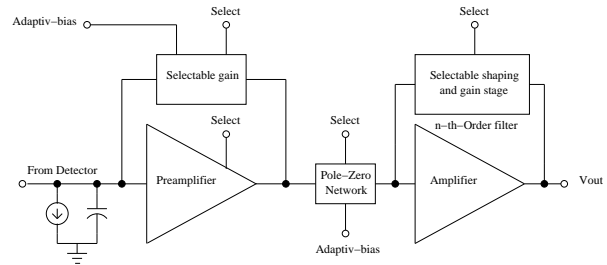 Select
Adaptiv-bias
Selectable gain
Select
From Detector
Preamplifier
Select
Pole-Zero
Network
Adaptiv-bias
Select
Selectable shaping
and gain stage
n-th-Order filter
Amplifier
Vout